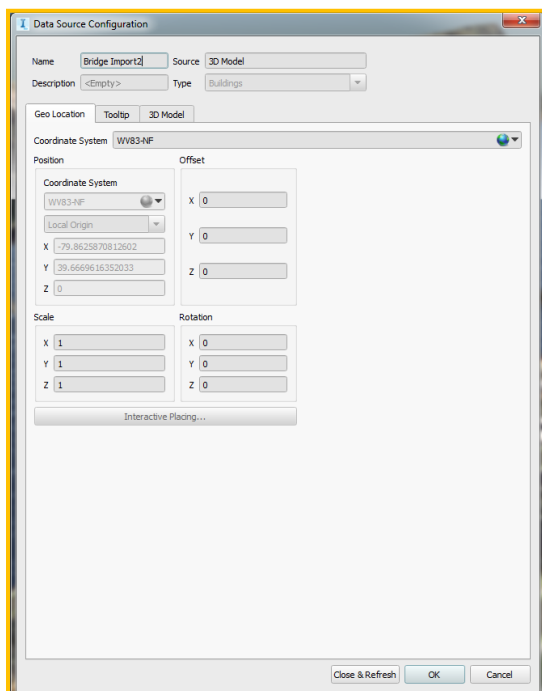 Data Source Configuration
Name Bridge Import2 Source 3D Model
Description <Empty> Type Buildings
Geo Location Tooltip 3D Model
Coordinate System WV83-NF
Position Offset
Coordinate System
WV83-NF X 0
Local Origin
X -79.8625870812602 Y 0
Y 39.6669616352033
Z 0 Z 0
Scale Rotation
X 1 X 0
Y 1 Y 0
Z 1 Z 0
Interactive Placing...
Close & Refresh OK Cancel